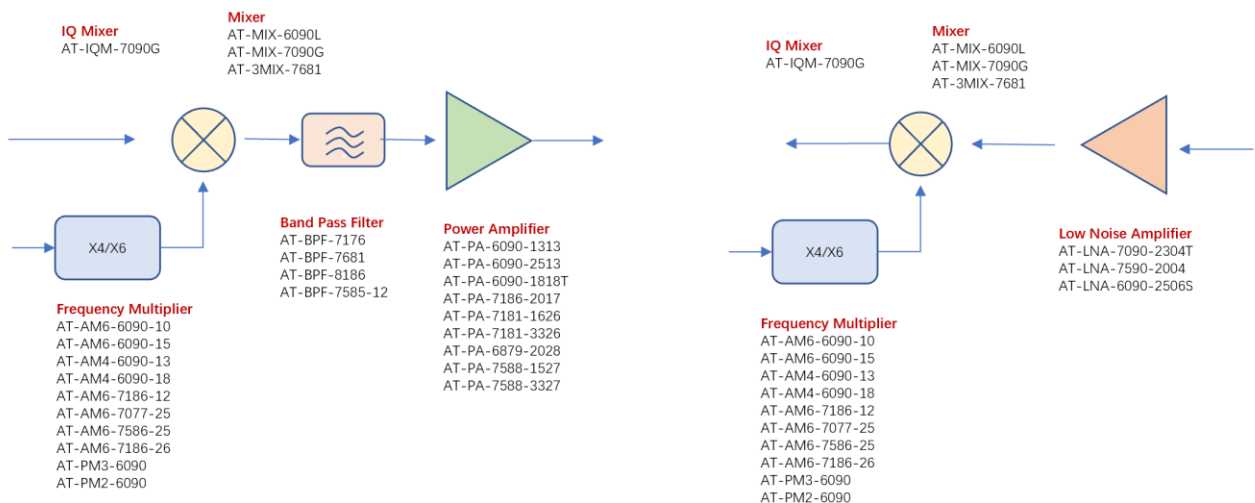 IQ Mixer
AT-IQM-7090G
Mixer
AT-MIX-6090L
AT-MIX-7090G
AT-3MIX-7681
X4/X6
Band Pass Filter
AT-BPF-7176
AT-BPF-7681
AT-BPF-8186
AT-BPF-7585-12
Power Amplifier
AT-PA-6090-1313
AT-PA-6090-2513
AT-PA-6090-1818T
AT-PA-7186-2017
AT-PA-7181-1626
AT-PA-7181-3326
AT-PA-6879-2028
AT-PA-7588-1527
AT-PA-7588-3327
Frequency Multiplier
AT-AM6-6090-10
AT-AM6-6090-15
AT-AM4-6090-13
AT-AM4-6090-18
AT-AM6-7186-12
AT-AM6-7077-25
AT-AM6-7586-25
AT-AM6-7186-26
AT-PM3-6090
AT-PM2-6090
IQ Mixer
AT-IQM-7090G
Mixer
AT-MIX-6090L
AT-MIX-7090G
AT-3MIX-7681
X4/X6
Low Noise Amplifier
AT-LNA-7090-2304T
AT-LNA-7590-2004
AT-LNA-6090-2506S
Frequency Multiplier
AT-AM6-6090-10
AT-AM6-6090-15
AT-AM4-6090-13
AT-AM4-6090-18
AT-AM6-7186-12
AT-AM6-7077-25
AT-AM6-7586-25
AT-AM6-7186-26
AT-PM3-6090
AT-PM2-6090